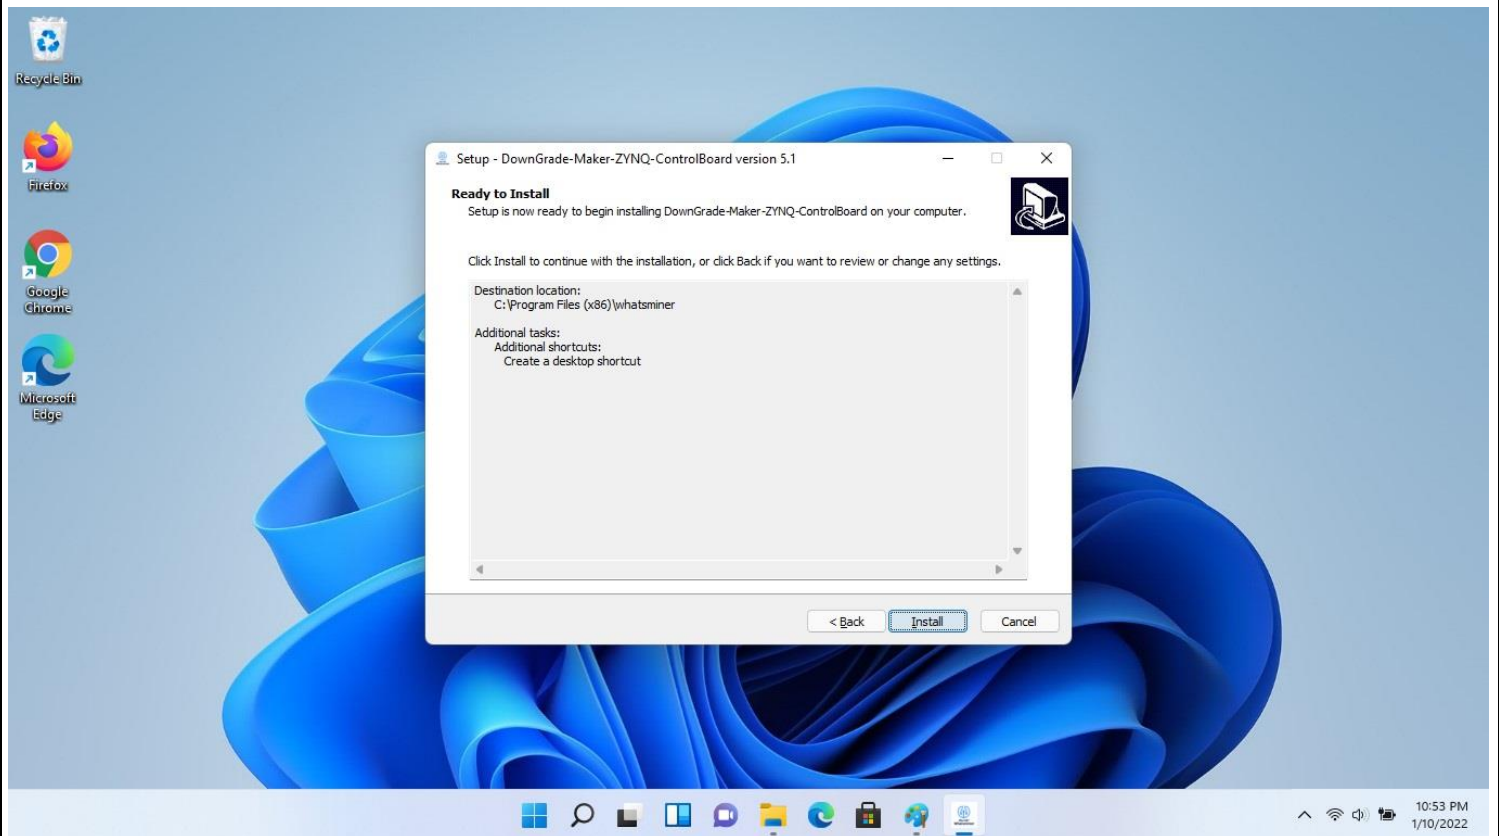 Recycle Bin
Firefox
Google
Chrome
Microsoft
Edge
Setup - DownGrade-Maker-ZYNQ-ControlBoard version 5.1
Ready to Install
Setup is now ready to begin installing DownGrade-Maker-ZYNQ-ControlBoard on your computer.
Click Install to continue with the installation, or click Back if you want to review or change any settings.
Destination location:
C:\Program Files (x86)\whatsminer
Additional tasks:
Additional shortcuts:
Create a desktop shortcut
< Back
Install
Cancel
10:53 PM
1/10/2022